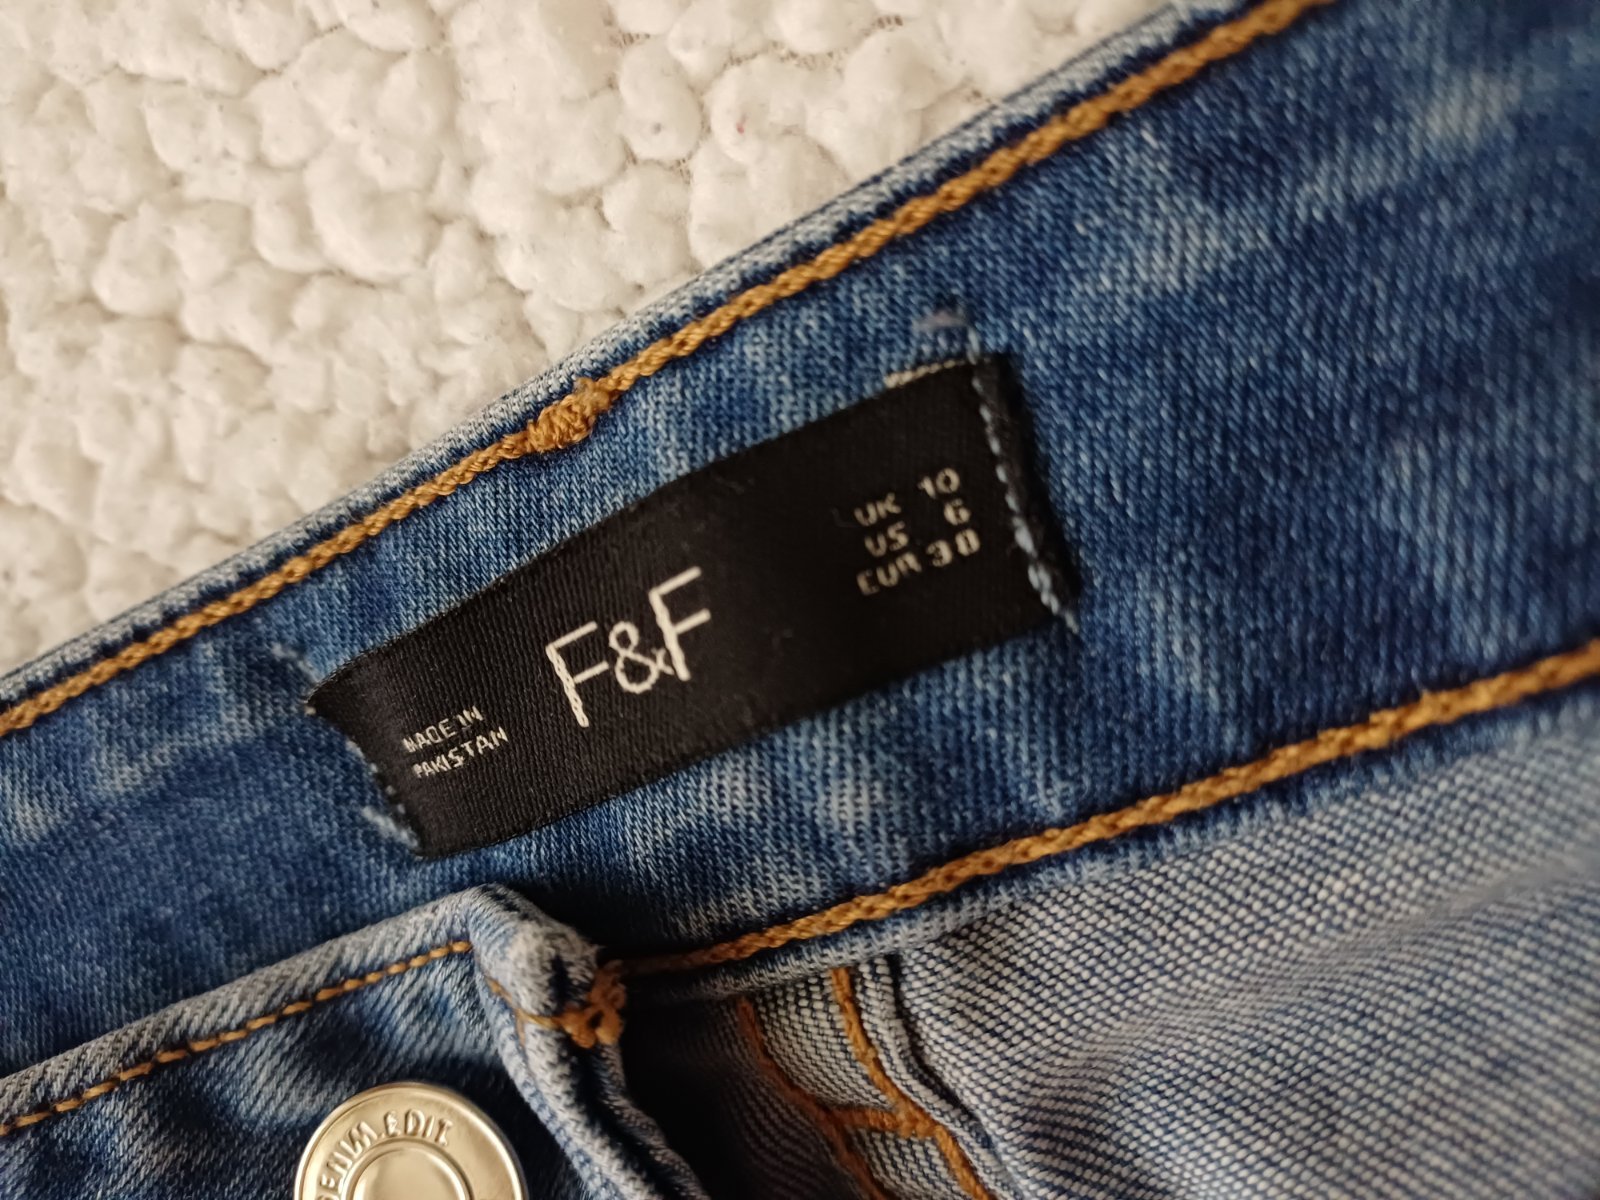 MADE IN
PAKISTAN
F&F
UK 10
US 6
EUR 38
DENIM.EDIT.